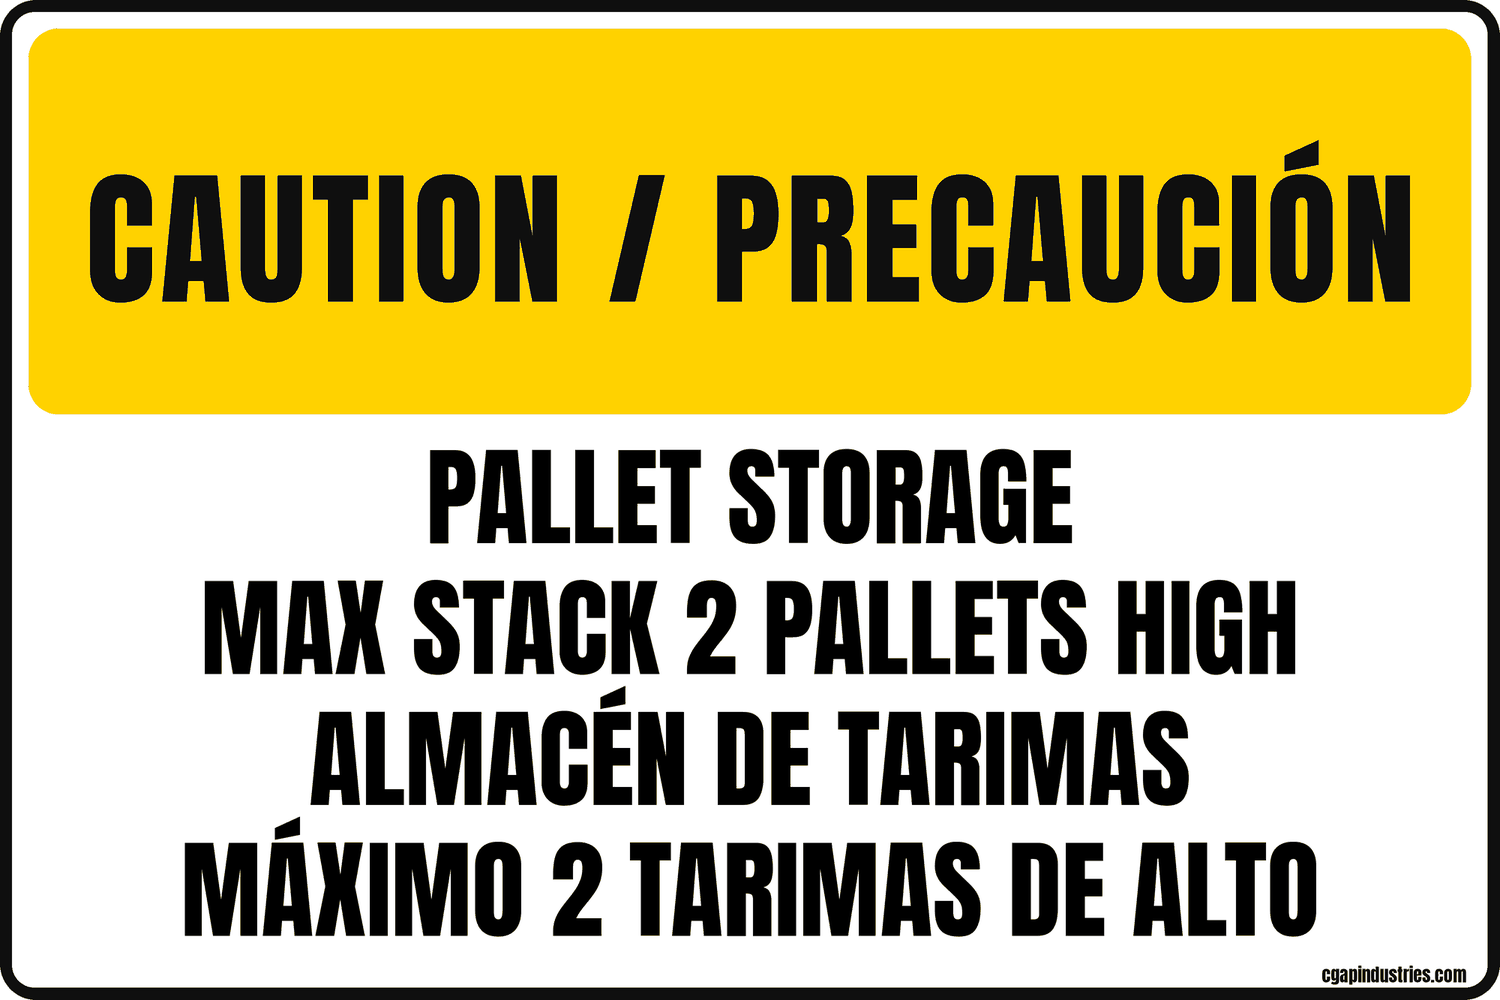 CAUTION / PRECAUCIÓN
PALLET STORAGE
MAX STACK 2 PALLETS HIGH
ALMACÉN DE TARIMAS
MÁXIMO 2 TARIMAS DE ALTO
cgapindustries.com